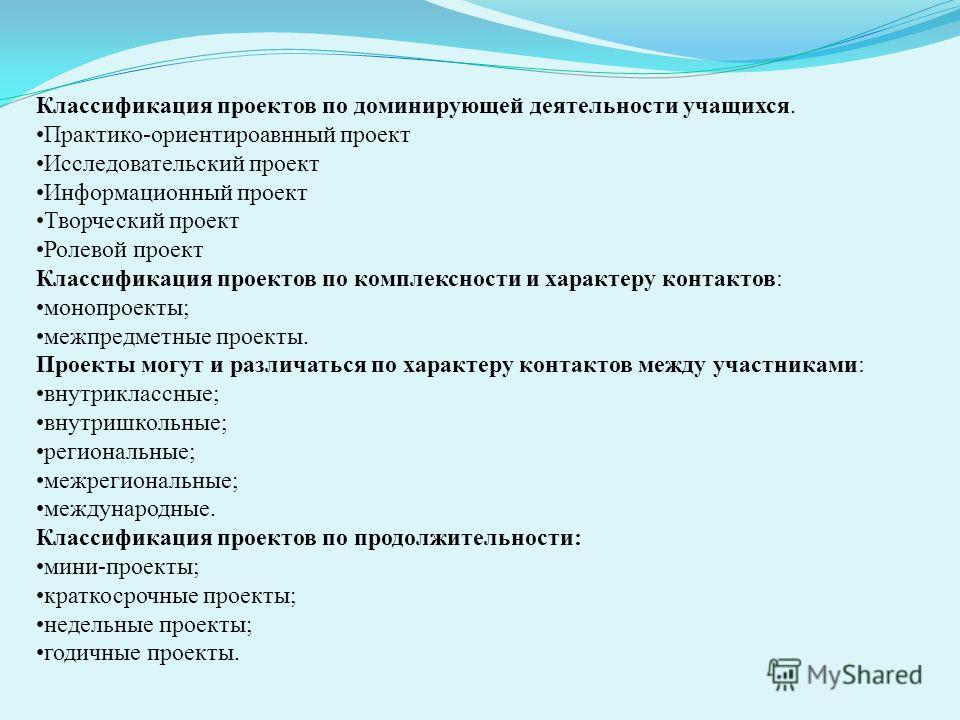 Классификация проектов по доминирующей деятельности учащихся.
•Практико-ориентироавнный проект
•Исследовательский проект
•Информационный проект
•Творческий проект
•Ролевой проект
Классификация проектов по комплексности и характеру контактов:
•монопроекты;
•межпредметные проекты.
Проекты могут и различаться по характеру контактов между участниками:
•внутриклассные;
•внутришкольные;
•региональные;
•межрегиональные;
•международные.
Классификация проектов по продолжительности:
•мини-проекты;
•краткосрочные проекты;
•недельные проекты;
•годичные проекты.
MyShared